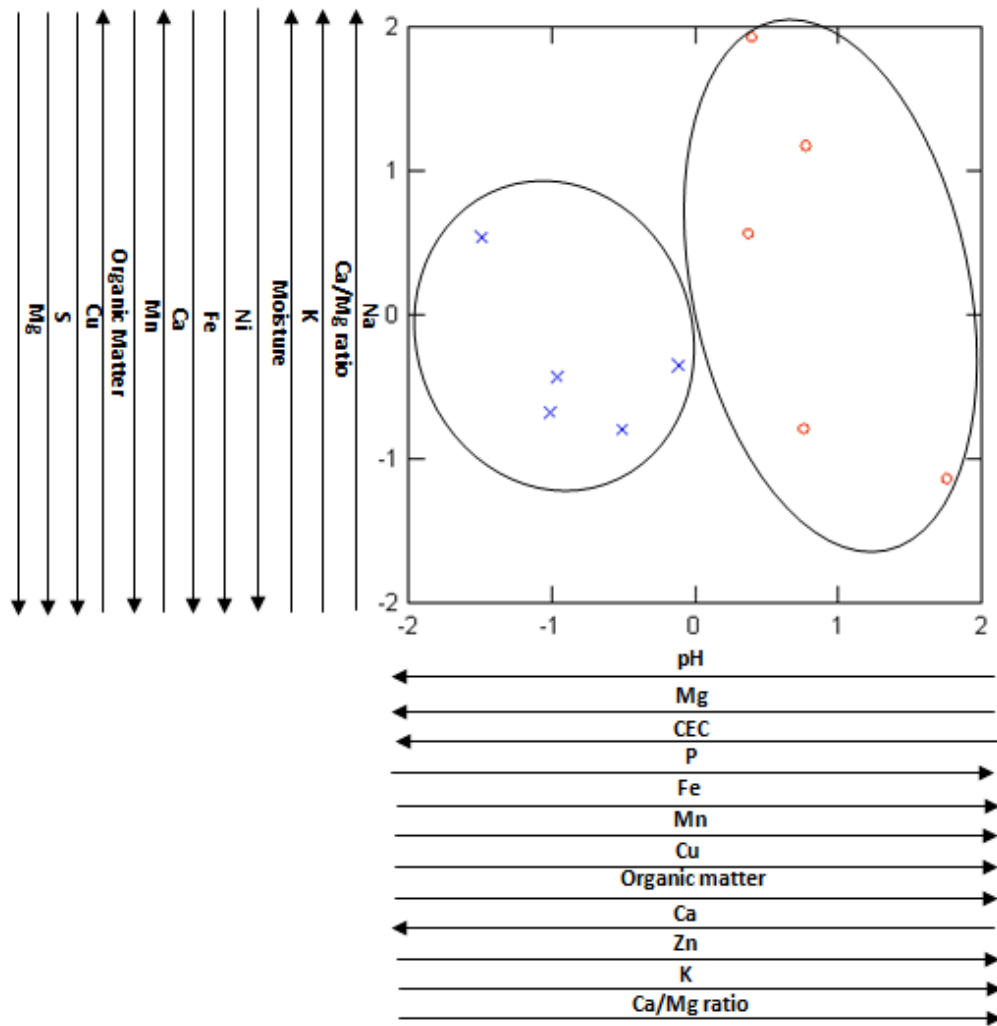 Mg
S
Cu
Organic Matter
Mn
Ca
Fe
Ni
Moisture
K
Ca/Mg ratio
Na
2
1
0
-1
-2
-2
-1
0
1
2
pH
Mg
CEC
P
Fe
Mn
Cu
Organic matter
Ca
Zn
K
Ca/Mg ratio